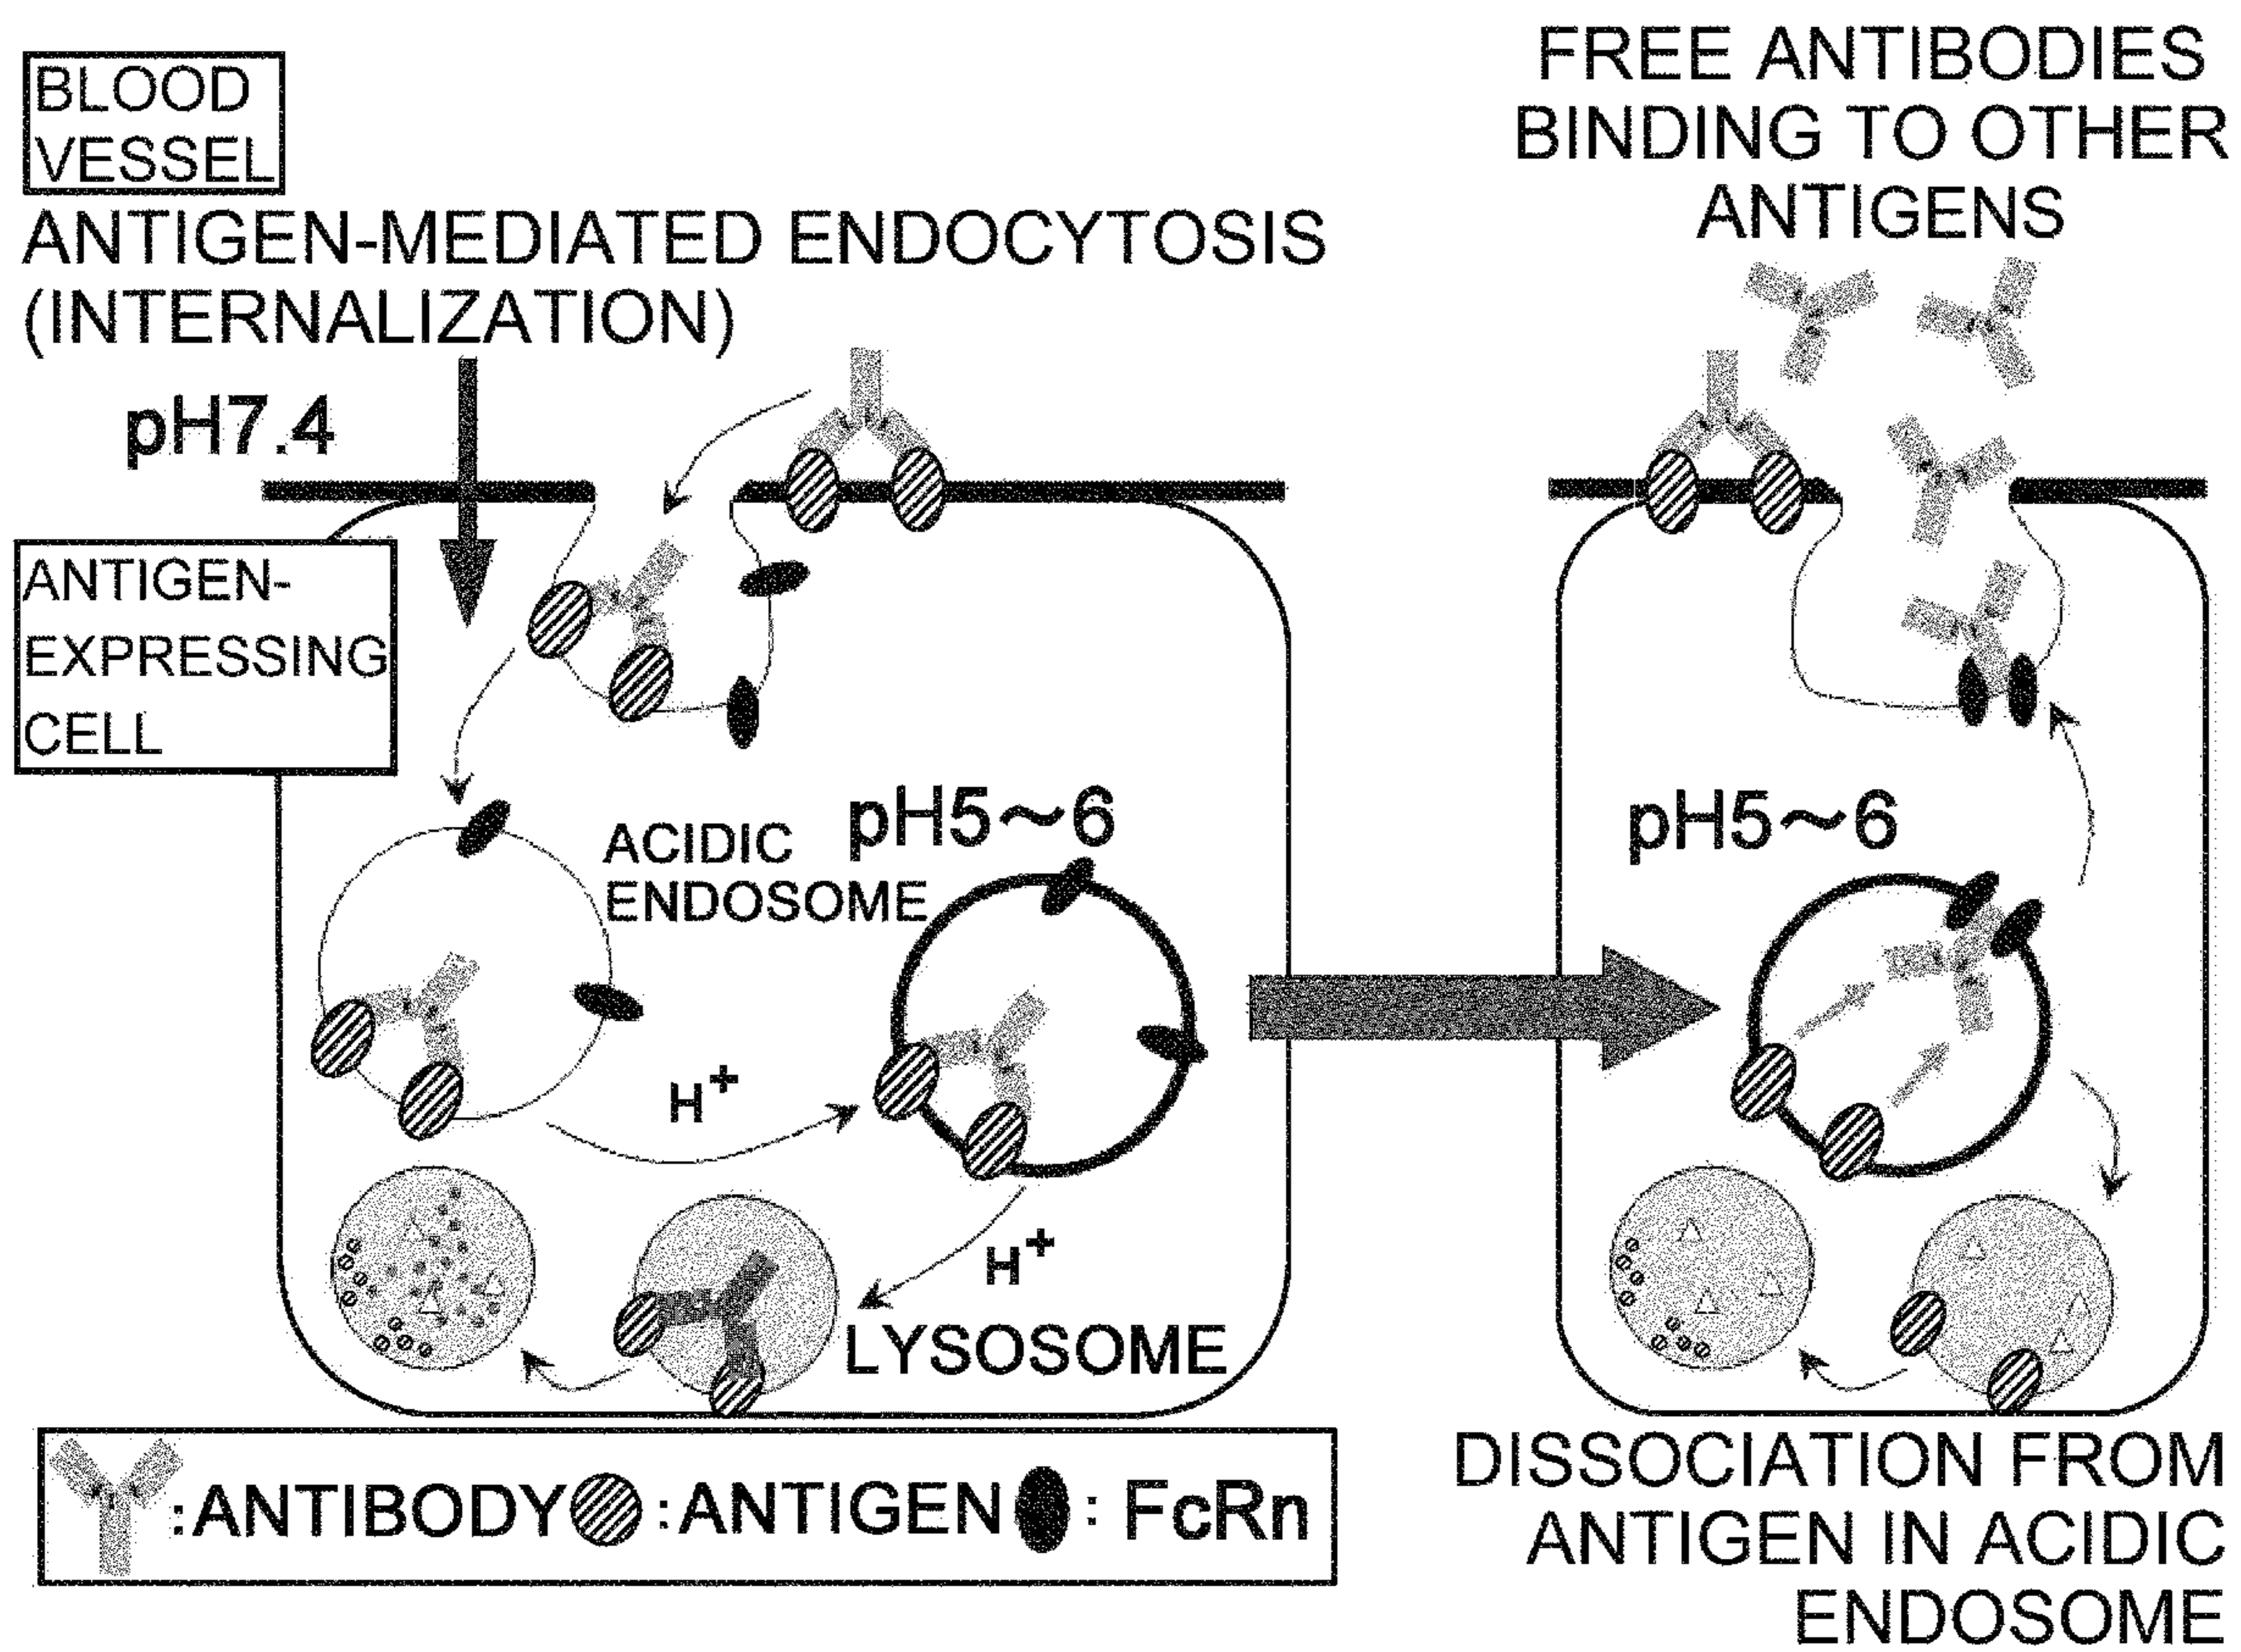 BLOOD
VESSEL
ANTIGEN-MEDIATED ENDOCYTOSIS
(INTERNALIZATION)
pH7.4
ANTIGEN-
EXPRESSING
CELL
ACIDIC
ENDOSOME
pH5~6
H+
H+
LYSOSOME
:ANTIBODY :ANTIGEN : FcRn
FREE ANTIBODIES
BINDING TO OTHER
ANTIGENS
pH5~6
DISSOCIATION FROM
ANTIGEN IN ACIDIC
ENDOSOME